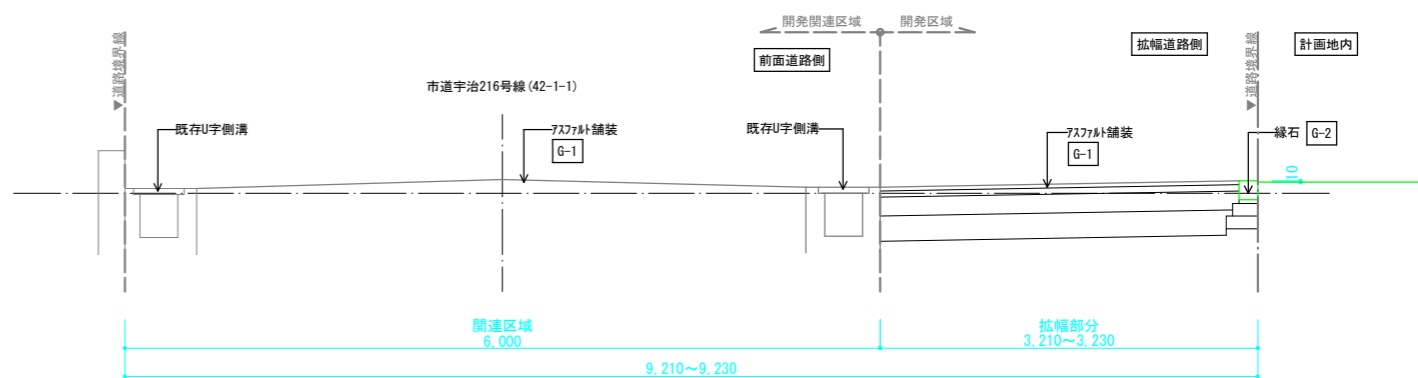 開発関連区域
開発区域
前面道路側
拡幅道路側
計画地内
▼道路境界線
▼道路境界線
市道宇治216号線(42-1-1)
既存U字側溝
アスファルト舗装
G-1
既存U字側溝
アスファルト舗装
G-1
縁石
G-2
10
関連区域
6,000
拡幅部分
3,210～3,230
9,210～9,230